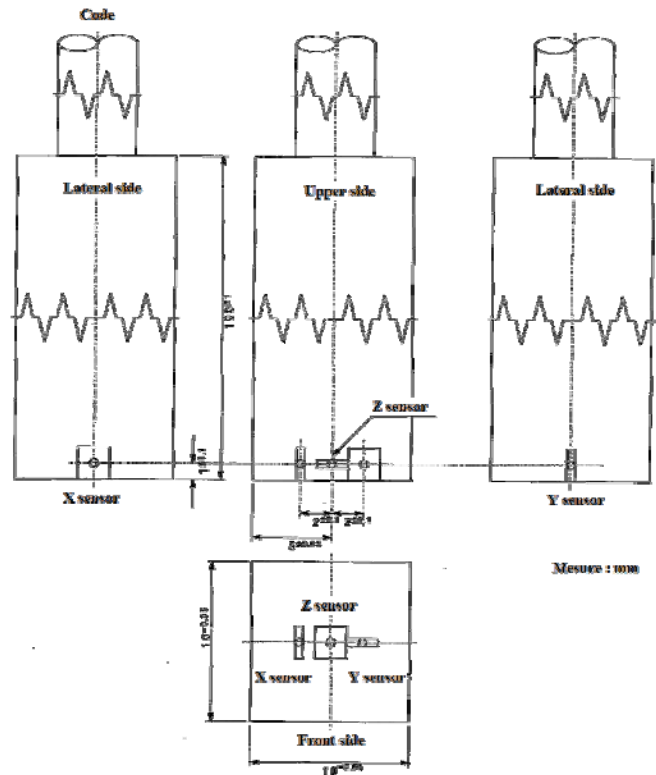 Code
Lateral side
Upper side
Lateral side
Z sensor
X sensor
Y sensor
Mesure : mm
Z sensor
X sensor
Y sensor
Front side